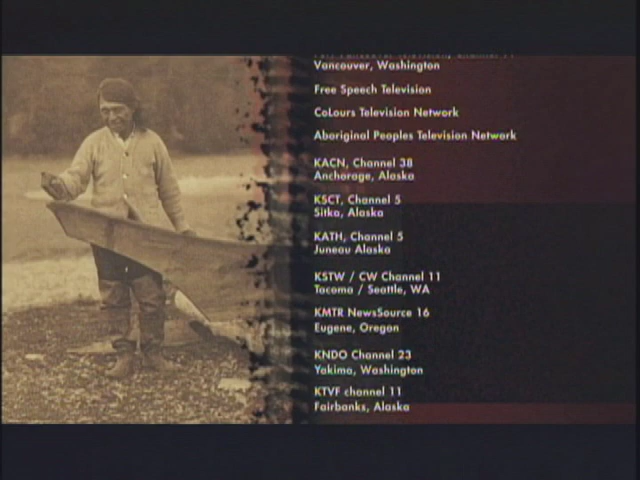 Vancouver, Washington
Free Speech Television
CoLours Television Network
Aboriginal Peoples Television Network
KACN, Channel 38
Anchorage, Alaska
KSCT, Channel 5
Sitka, Alaska
KATH, Channel 5
Juneau Alaska
KSTW / CW Channel 11
Tacoma / Seattle, WA
KMTR NewsSource 16
Eugene, Oregon
KNDO Channel 23
Yakima, Washington
KTVF channel 11
Fairbanks, Alaska